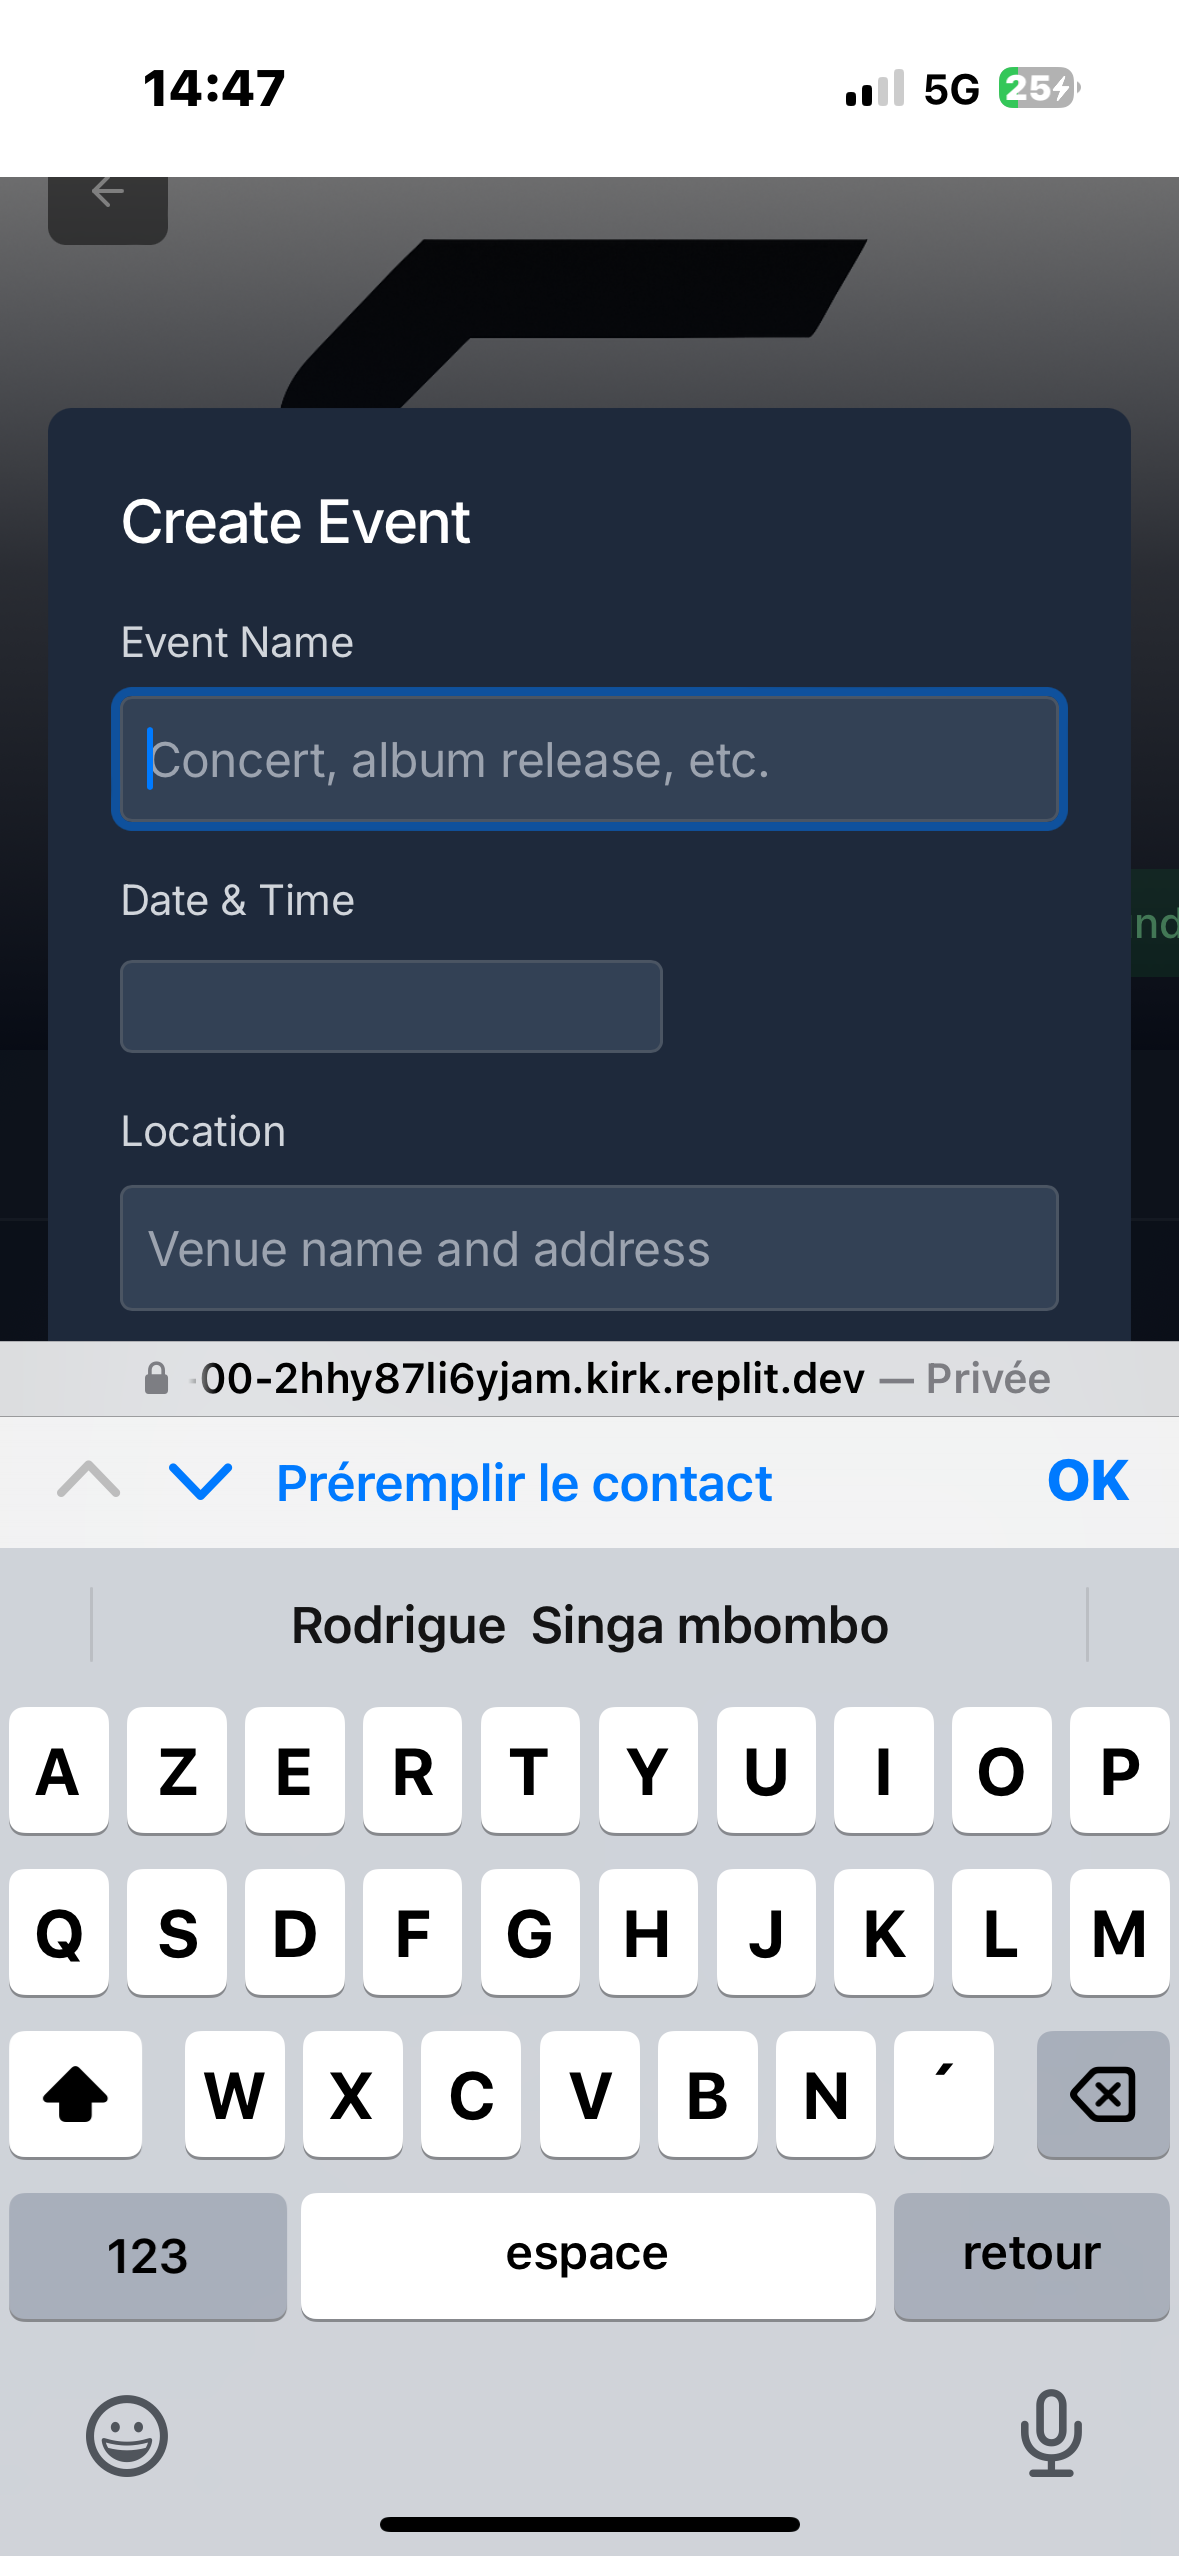 14:47
5G
25
Create Event
Event Name
Concert, album release, etc.
Date & Time
Location
Venue name and address
00-2hhy87li6yjam.kirk.replit.dev — Privée
Préremplir le contact
OK
Rodrigue Singa mbombo
A Z E R T Y U I O P
Q S D F G H J K L M
W X C V B N ´
123 espace retour